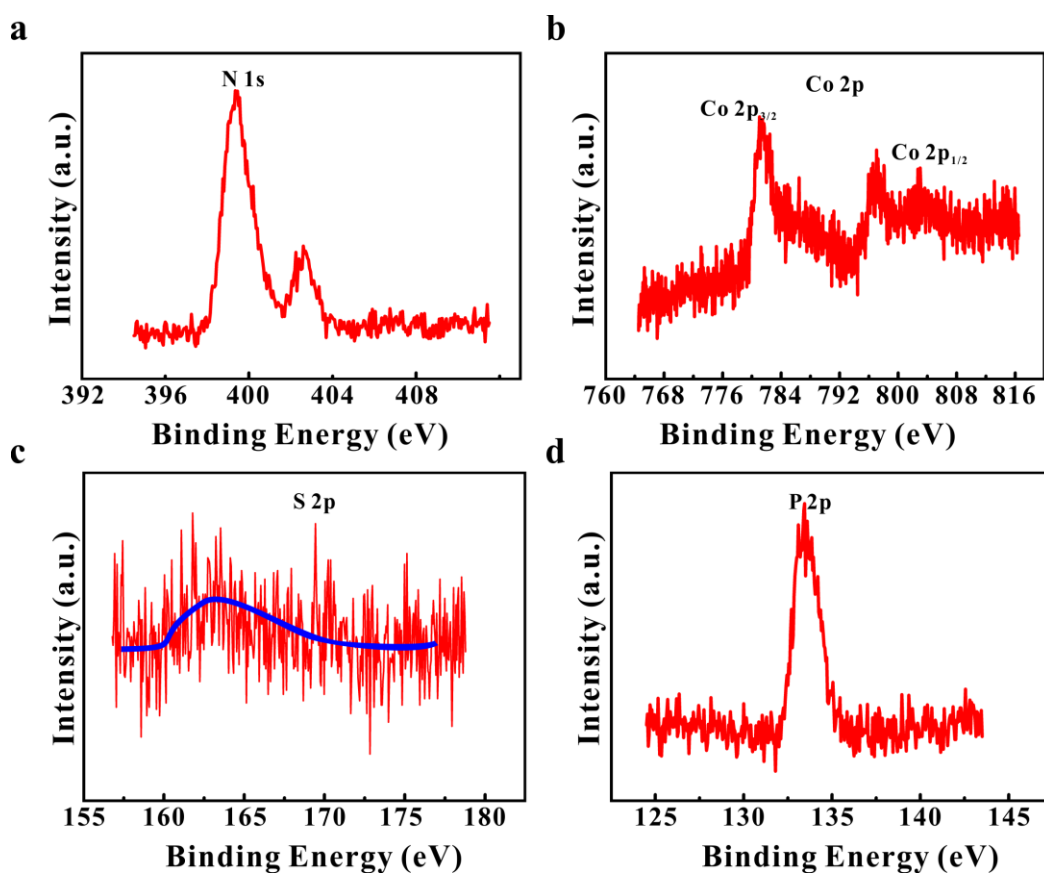 a
N 1s
Intensity (a.u.)
392 396 400 404 408
Binding Energy (eV)
b
Co 2p
Co 2p3/2
Co 2p1/2
Intensity (a.u.)
760 768 776 784 792 800 808 816
Binding Energy (eV)
c
S 2p
Intensity (a.u.)
155 160 165 170 175 180
Binding Energy (eV)
d
P 2p
Intensity (a.u.)
125 130 135 140 145
Binding Energy (eV)